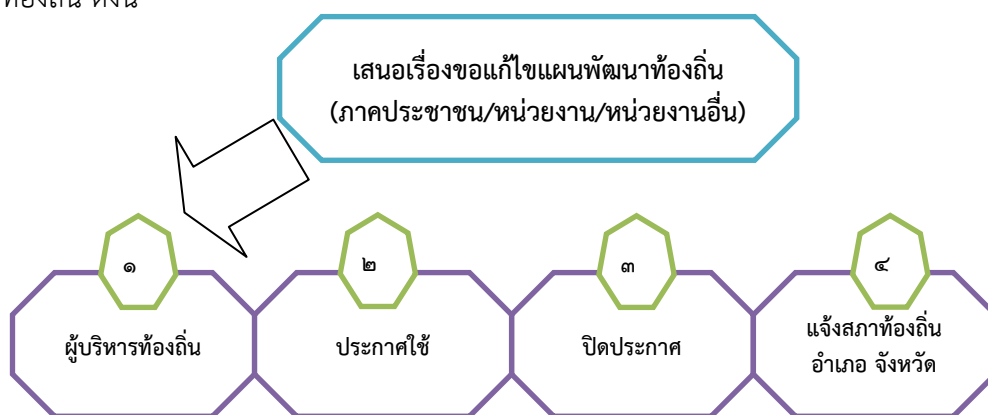 ท้องถิ่น ดังนี้
เสนอเรื่องขอแก้ไขแผนพัฒนาท้องถิ่น
(ภาคประชาชน/หน่วยงาน/หน่วยงานอื่น)
๑
ผู้บริหารท้องถิ่น
๒
ประกาศใช้
๓
ปิดประกาศ
๔
แจ้งสภาท้องถิ่น
อำเภอ จังหวัด